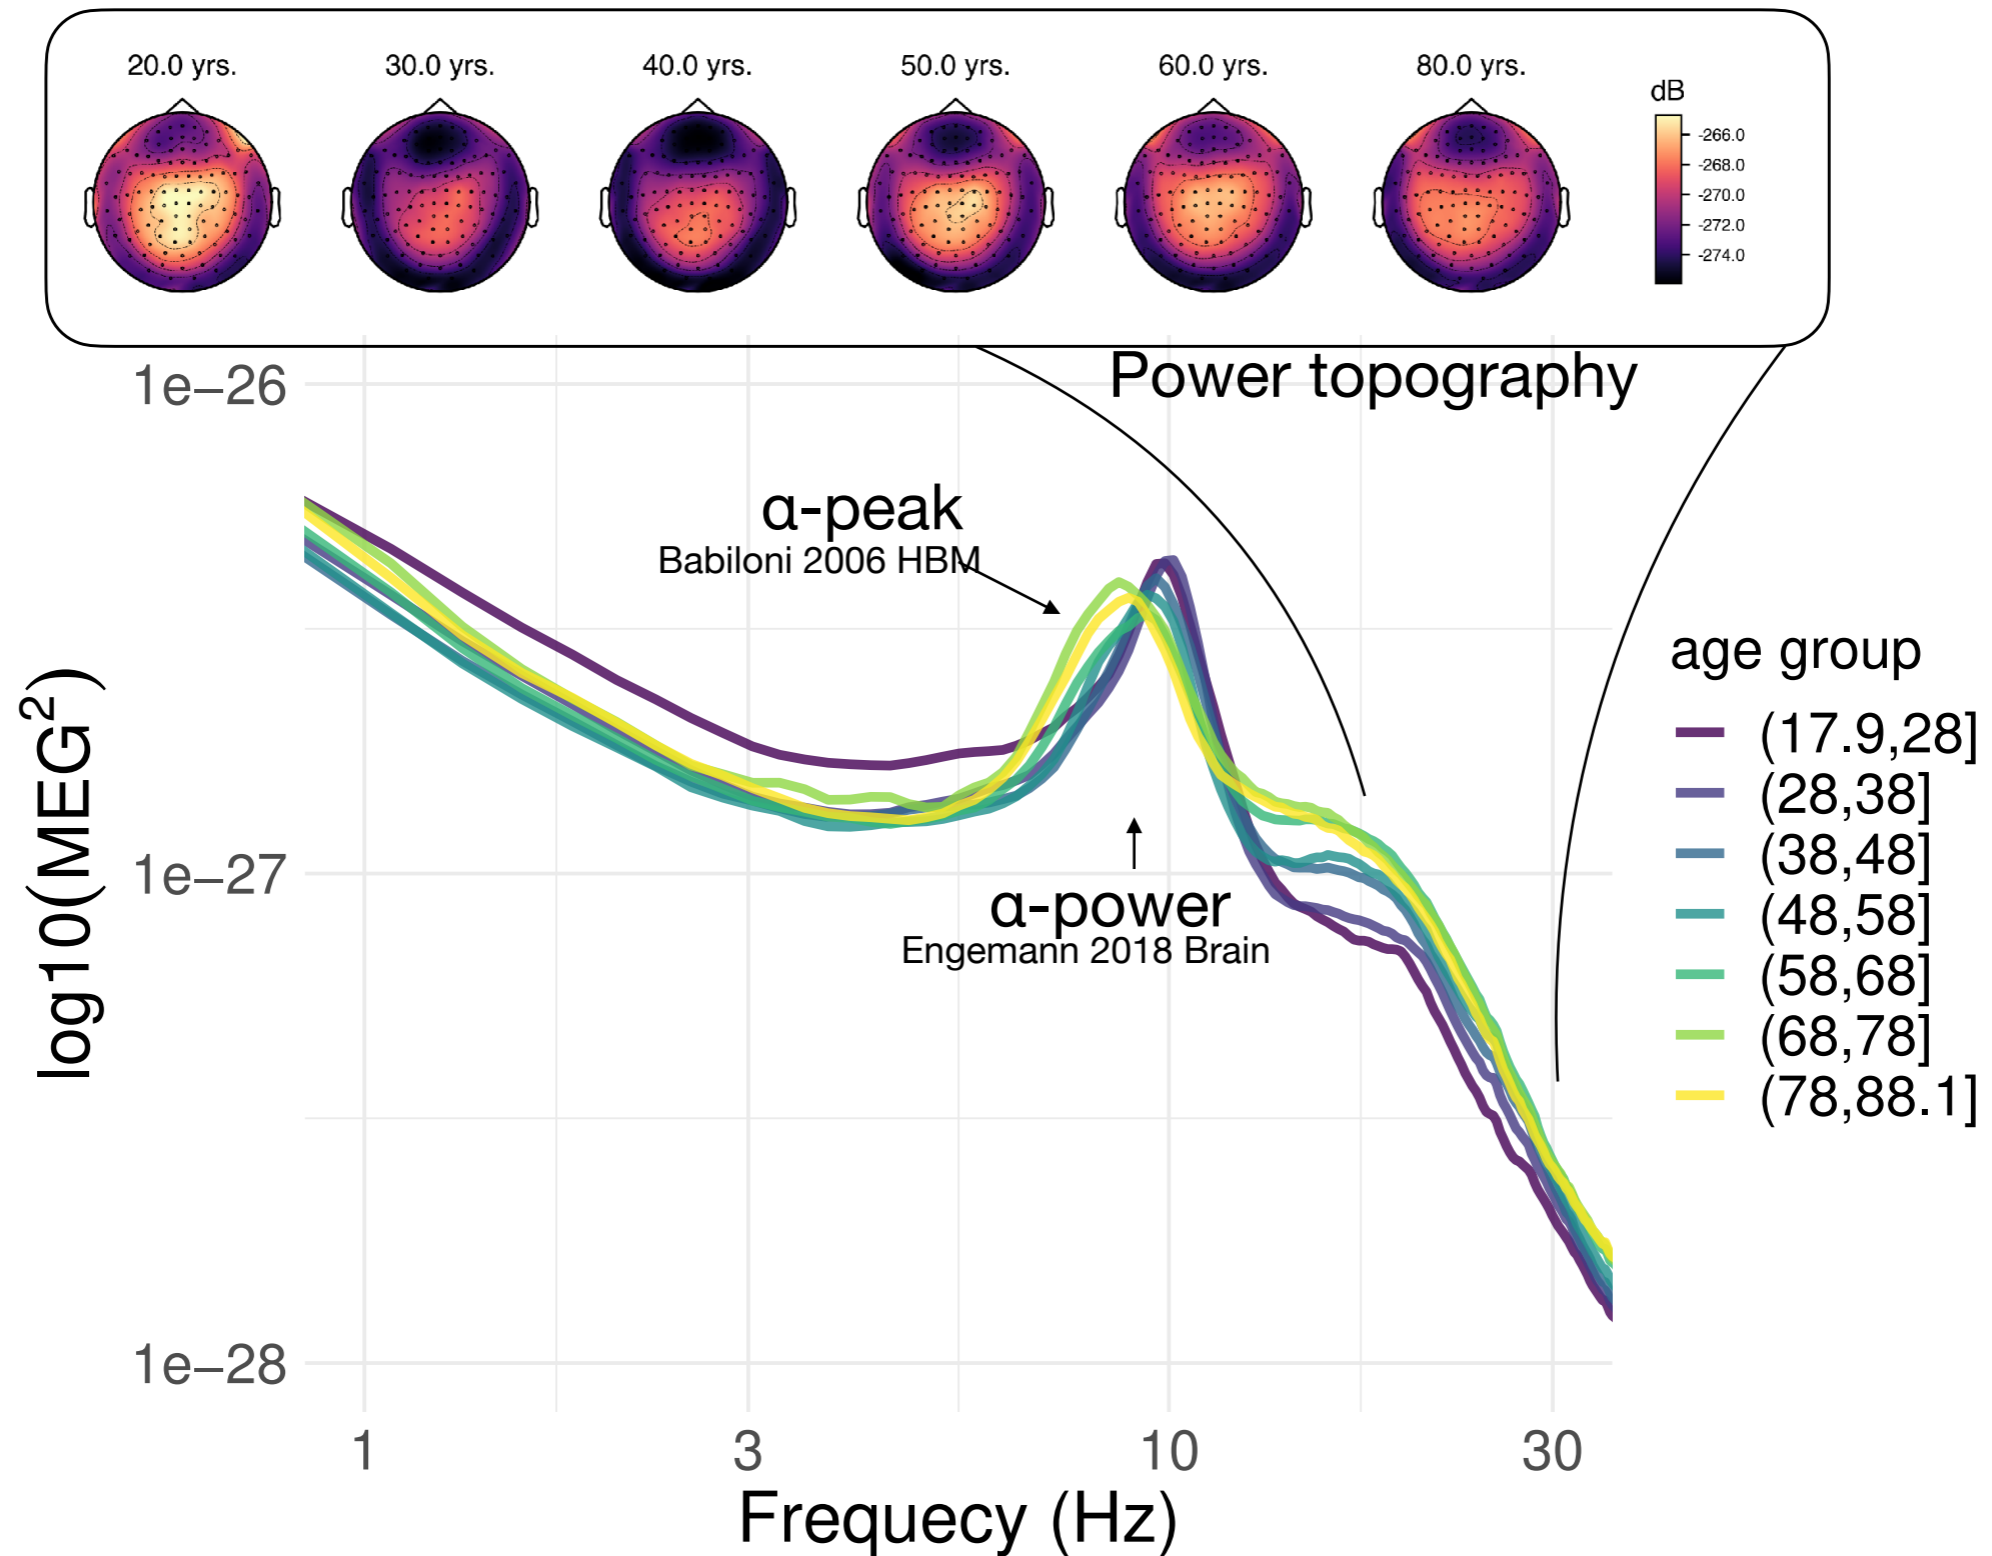 20.0 yrs. 30.0 yrs. 40.0 yrs. 50.0 yrs. 60.0 yrs. 80.0 yrs.
dB
-266.0
-268.0
-270.0
-272.0
-274.0
Power topography
1e−26
1e−27
1e−28
log10(MEG²)
α-peak
Babiloni 2006 HBM
α-power
Engemann 2018 Brain
1 3 10 30
Frequecy (Hz)
age group
(17.9,28]
(28,38]
(38,48]
(48,58]
(58,68]
(68,78]
(78,88.1]